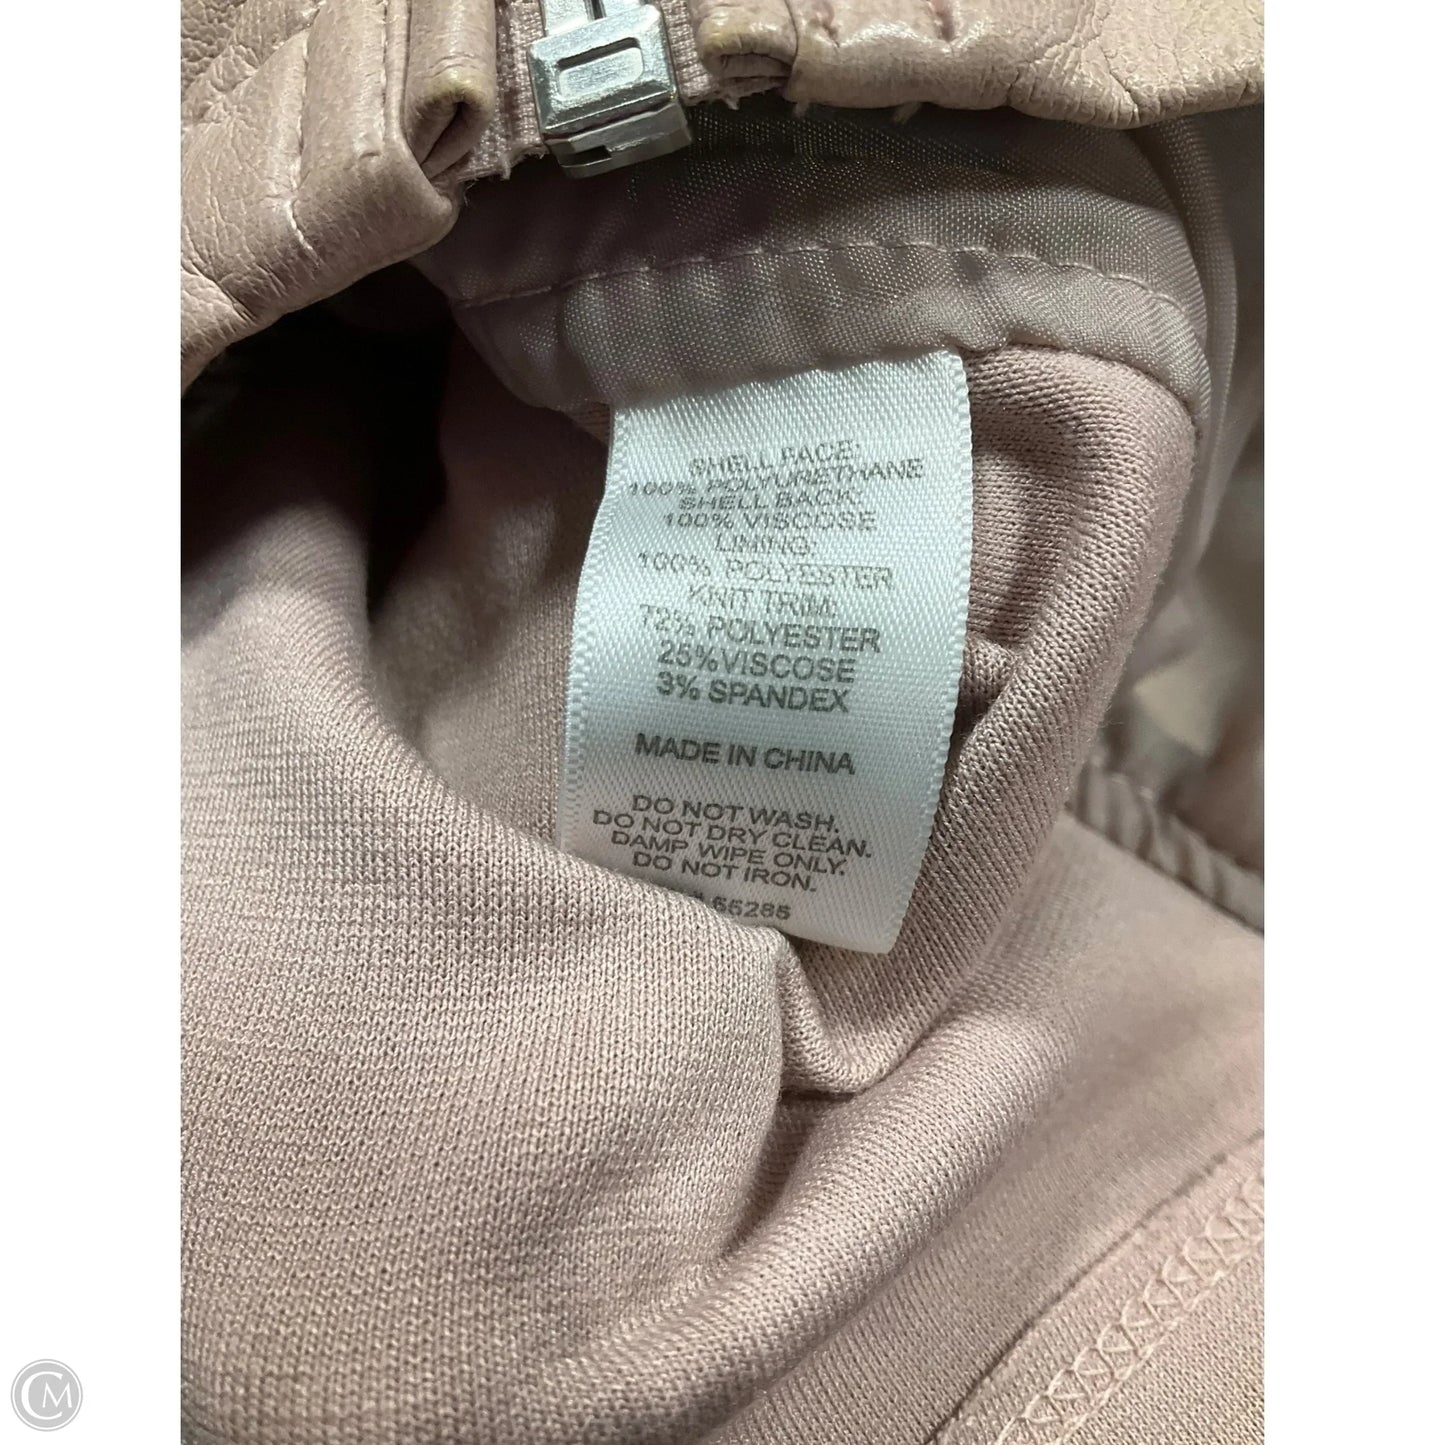 SHELL FACE:
100% POLYURETHANE
SHELL BACK:
100% VISCOSE
LINING:
100% POLYESTER
KNIT TRIM:
72% POLYESTER
25%VISCOSE
3% SPANDEX
MADE IN CHINA
DO NOT WASH.
DO NOT DRY CLEAN.
DAMP WIPE ONLY.
DO NOT IRON.
CM